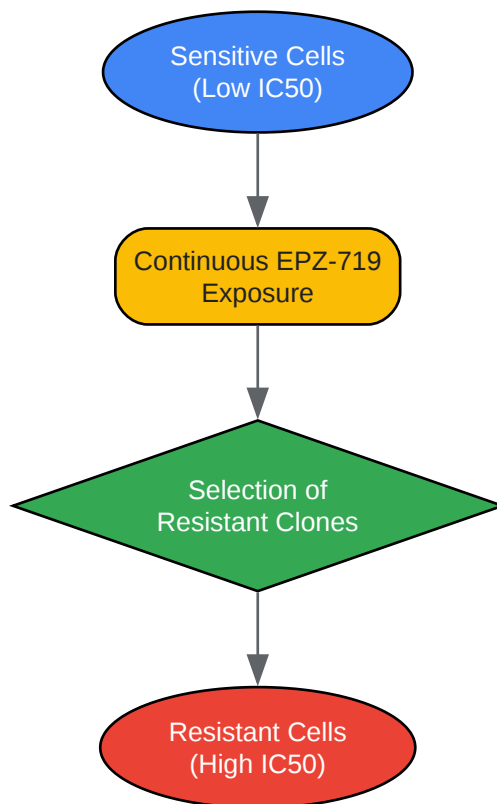 Sensitive Cells
(Low IC50)
Continuous EPZ-719
Exposure
Selection of
Resistant Clones
Resistant Cells
(High IC50)